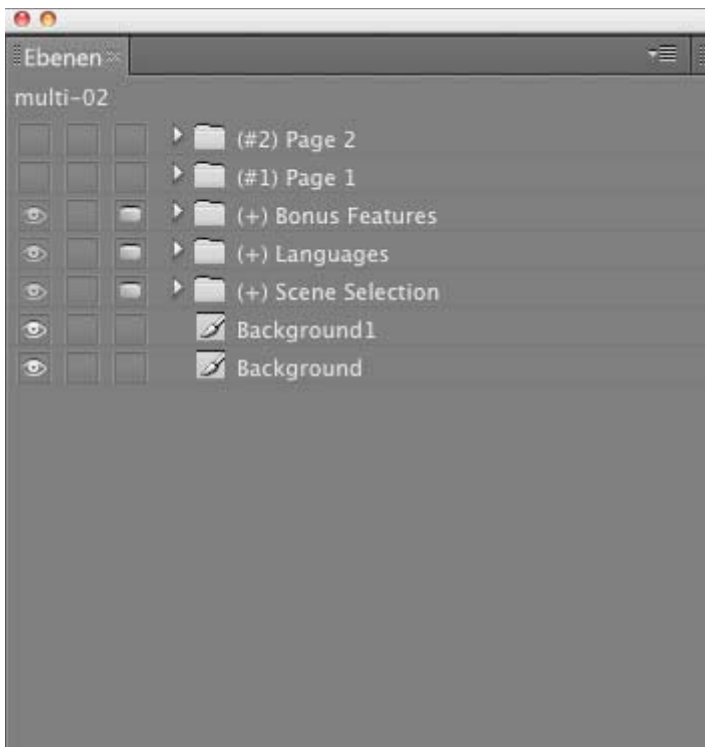 Ebenen
multi-02
(#2) Page 2
(#1) Page 1
(+) Bonus Features
(+) Languages
(+) Scene Selection
Background1
Background